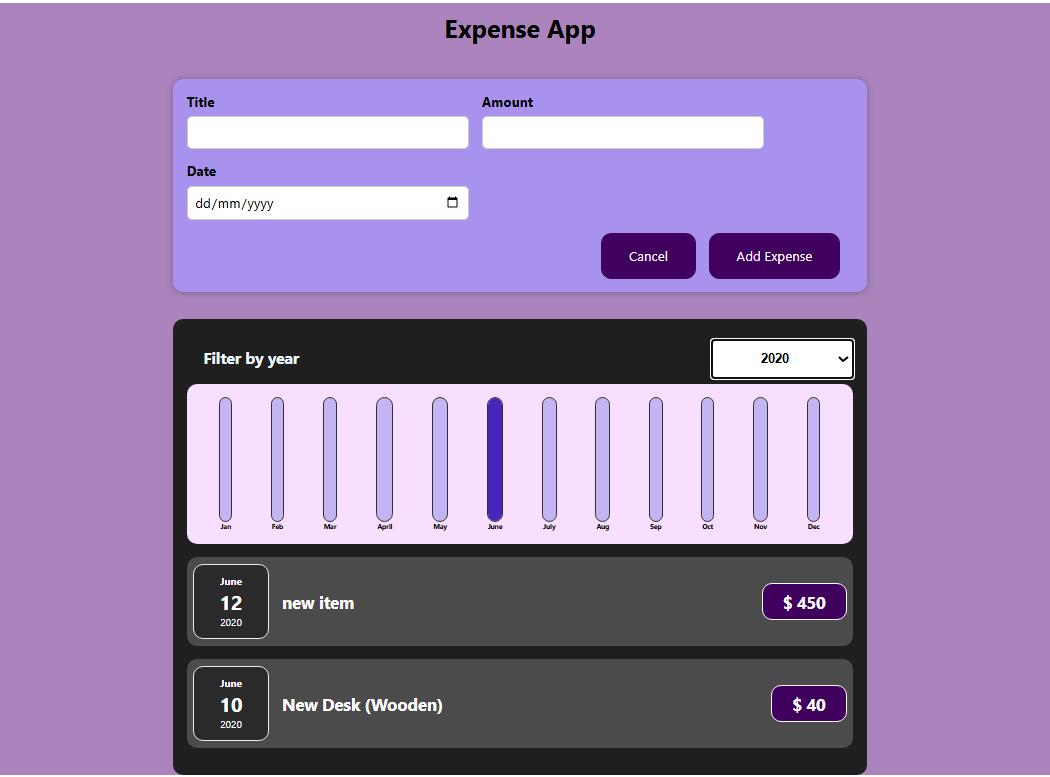 Expense App
Title Amount
Date
dd/mm/yyyy
Cancel Add Expense
Filter by year 2020
Jan Feb Mar April May June July Aug Sep Oct Nov Dec
June
12
2020
new item
$ 450
June
10
2020
New Desk (Wooden)
$ 40